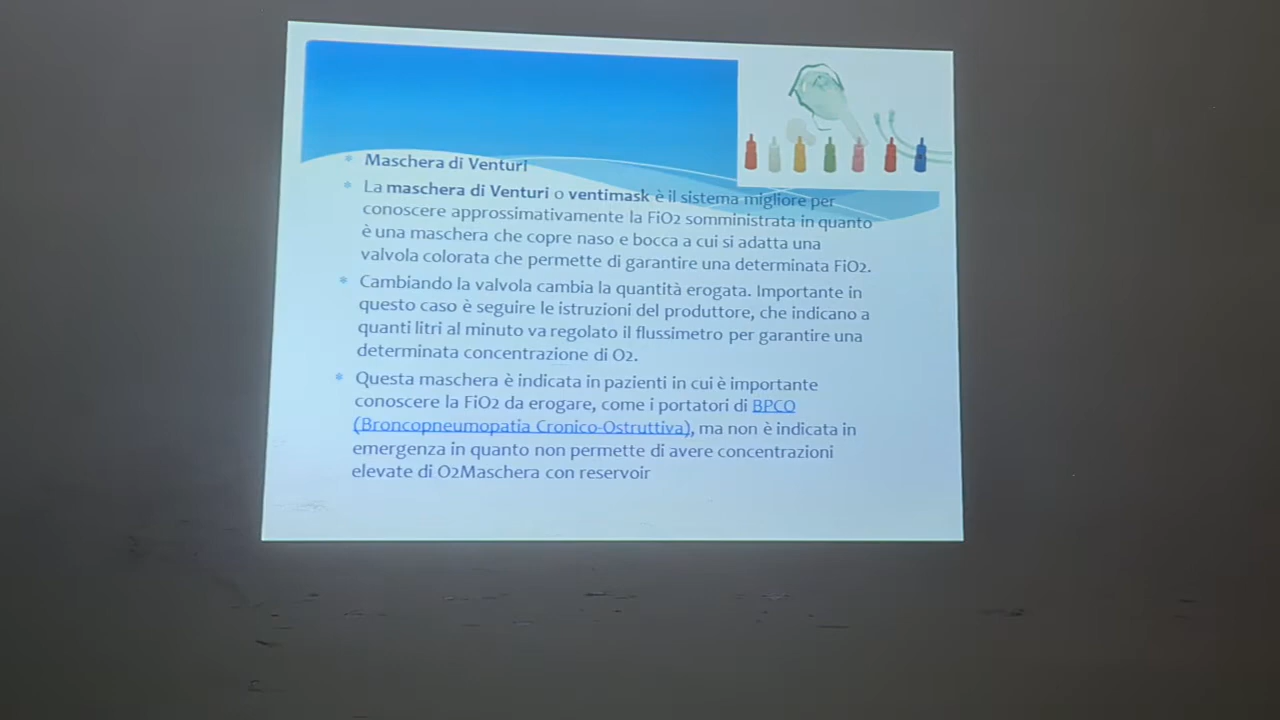 Maschera di Venturi
La maschera di Venturi o ventimask è il sistema migliore per
conoscere approssimativamente la FiO2 somministrata in quanto
è una maschera che copre naso e bocca a cui si adatta una
valvola colorata che permette di garantire una determinata FiO2.
Cambiando la valvola cambia la quantità erogata. Importante in
questo caso è seguire le istruzioni del produttore, che indicano a
quanti litri al minuto va regolato il flussimetro per garantire una
determinata concentrazione di O2.
Questa maschera è indicata in pazienti in cui è importante
conoscere la FiO2 da erogare, come i portatori di BPCO
(Broncopneumopatia Cronico-Ostruttiva), ma non è indicata in
emergenza in quanto non permette di avere concentrazioni
elevate di O2Maschera con reservoir